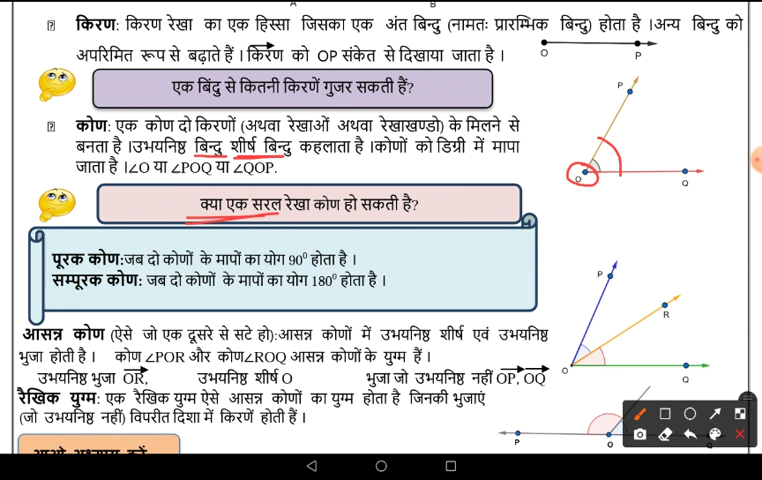 A B
किरण: किरण रेखा का एक हिस्सा जिसका एक अंत बिन्दु (नामतः प्रारम्भिक बिन्दु) होता है ।अन्य बिन्दु को
अपरिमित रूप से बढ़ाते हैं । किरण को OP संकेत से दिखाया जाता है ।
O P
एक बिंदु से कितनी किरणें गुजर सकती हैं?
P
कोण: एक कोण दो किरणों (अथवा रेखाओं अथवा रेखाखण्डो) के मिलने से
बनता है ।उभयनिष्ठ बिन्दु शीर्ष बिन्दु कहलाता है ।कोणों को डिग्री में मापा
जाता है ।∠O या ∠POQ या ∠QOP.
O Q
क्या एक सरल रेखा कोण हो सकती है?
पूरक कोण:जब दो कोणों के मापों का योग 90⁰ होता है ।
सम्पूरक कोण: जब दो कोणों के मापों का योग 180⁰ होता है ।
P
R
O Q
आसन्न कोण (ऐसे जो एक दूसरे से सटे हो):आसन्न कोणों में उभयनिष्ठ शीर्ष एवं उभयनिष्ठ
भुजा होती है । कोण ∠POR और कोण∠ROQ आसन्न कोणों के युग्म हैं ।
उभयनिष्ठ भुजा OR, उभयनिष्ठ शीर्ष O भुजा जो उभयनिष्ठ नहीं OP, OQ
रैखिक युग्म: एक रैखिक युग्म ऐसे आसन्न कोणों का युग्म होता है जिनकी भुजाएं
(जो उभयनिष्ठ नहीं) विपरीत दिशा में किरणें होती हैं ।
P O